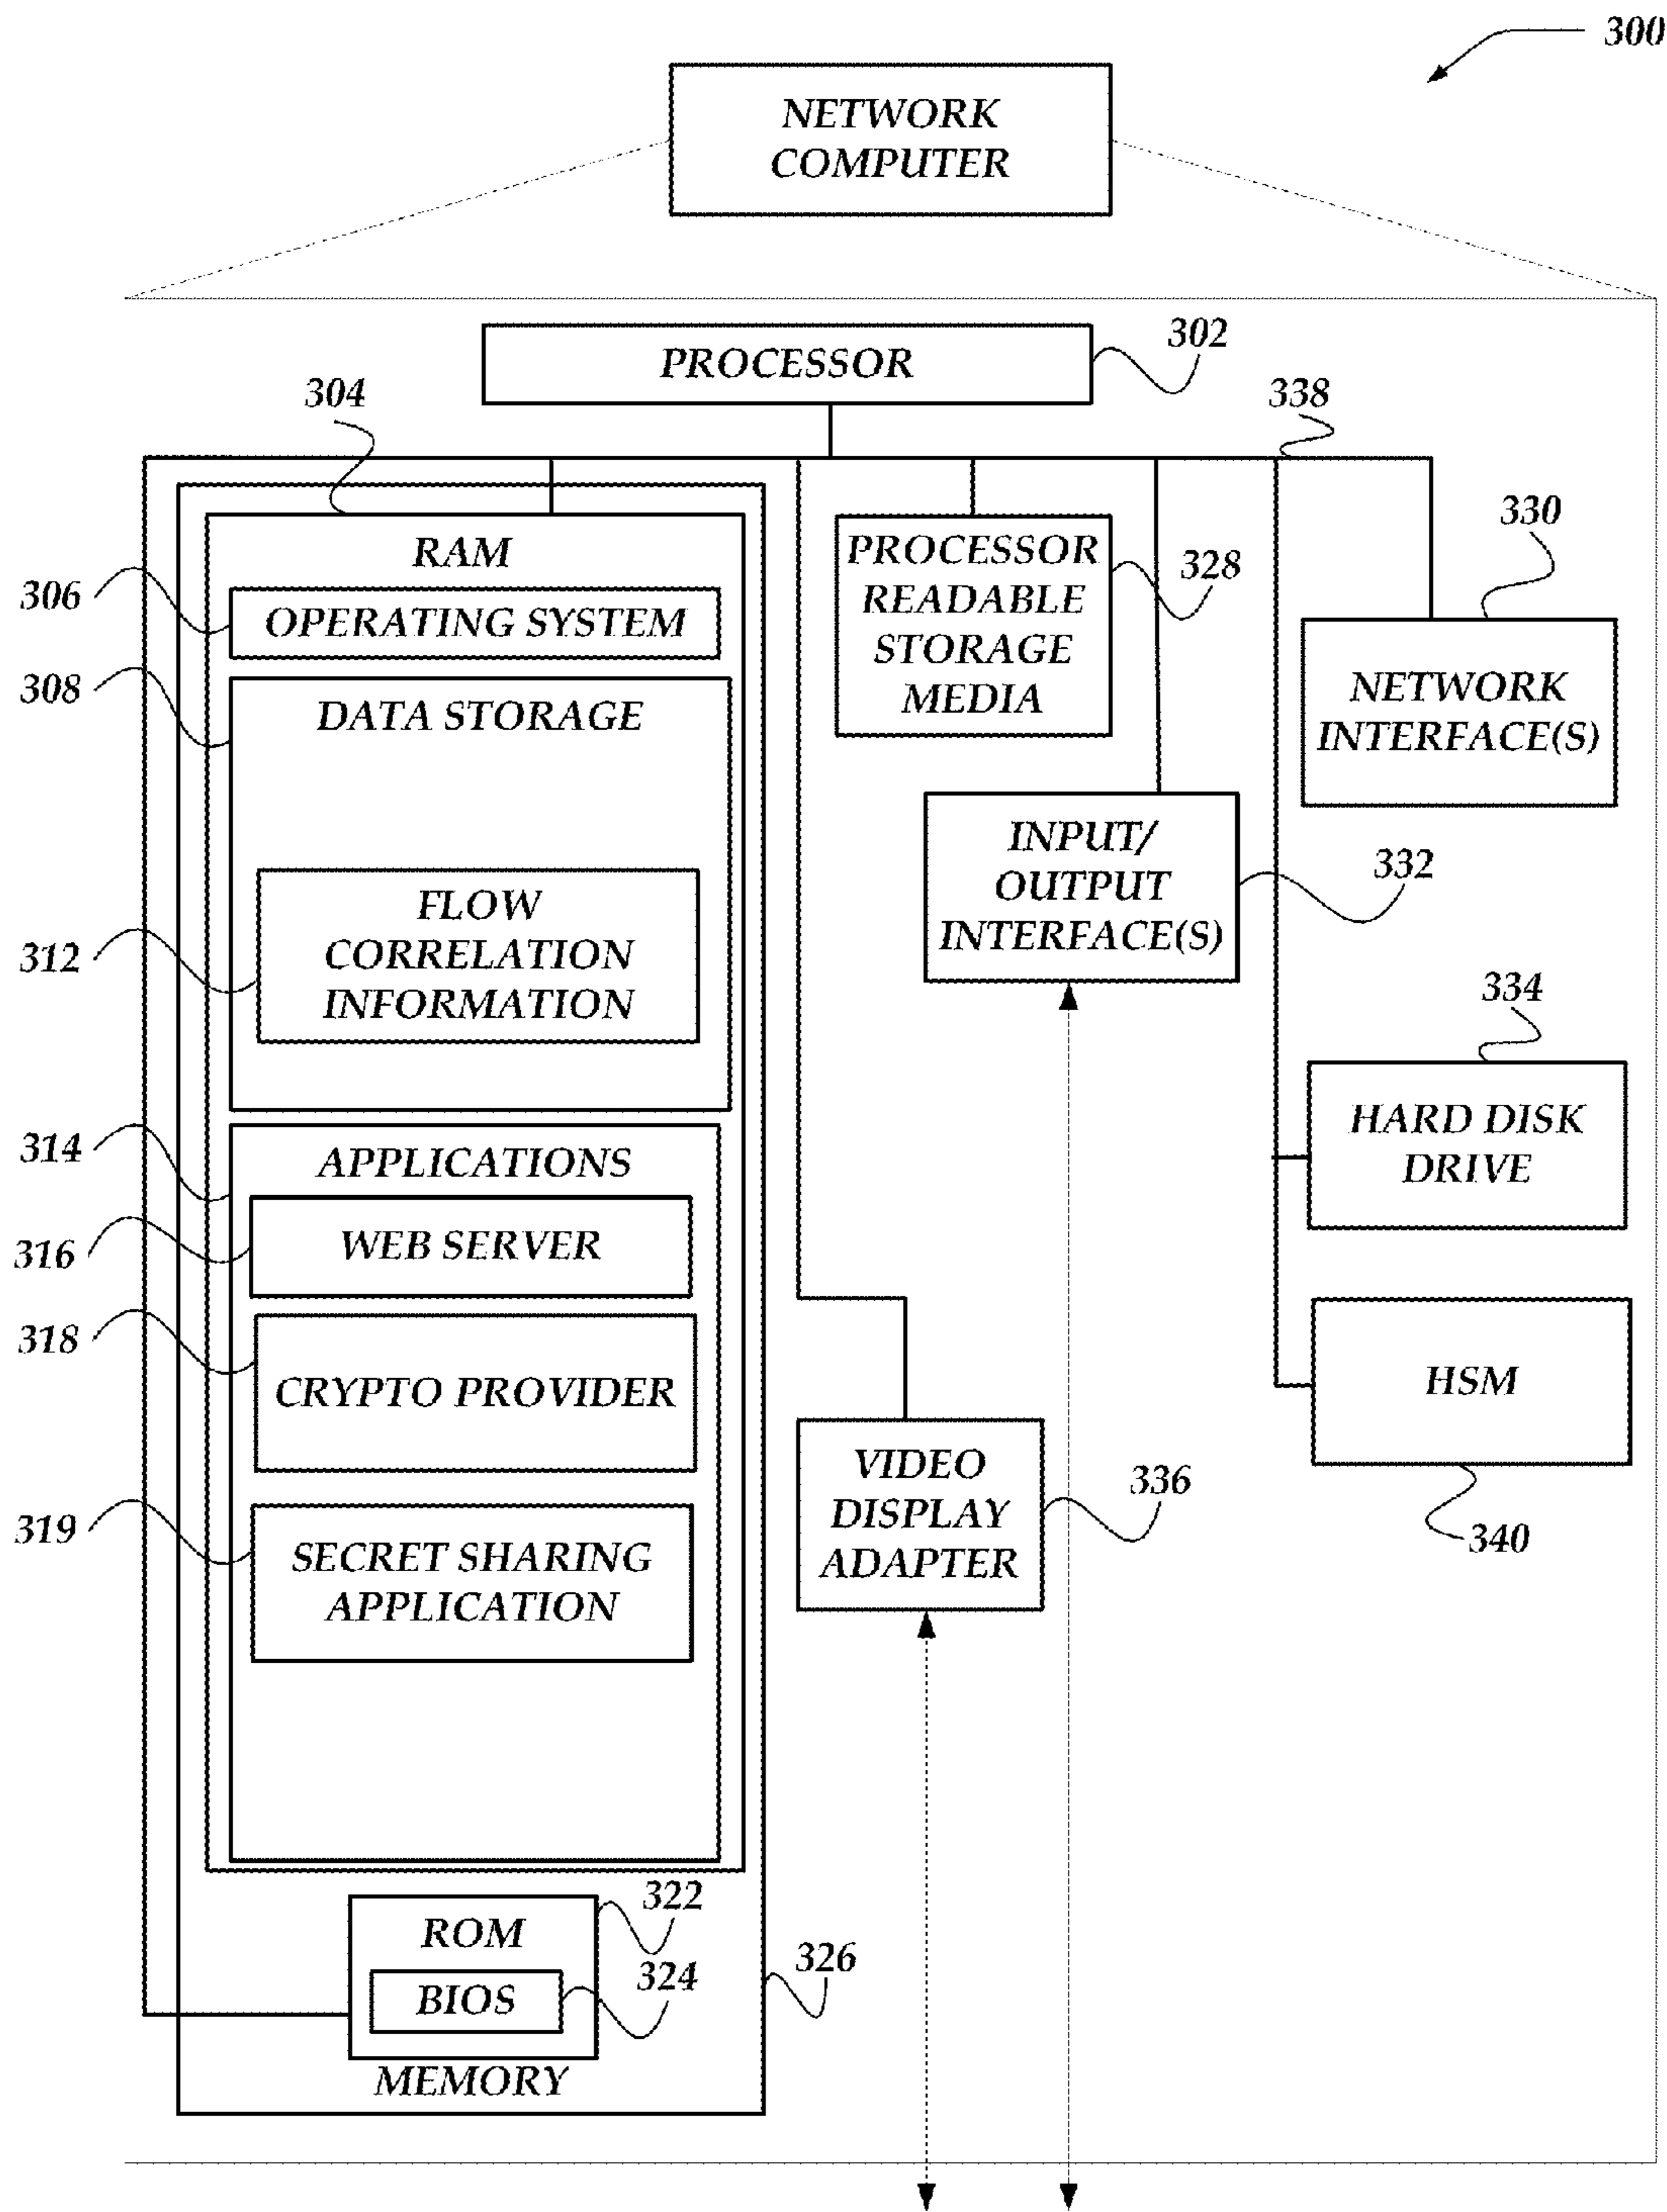 300
NETWORK
COMPUTER
PROCESSOR
302
304
338
RAM
306
OPERATING SYSTEM
308
DATA STORAGE
312
FLOW
CORRELATION
INFORMATION
314
APPLICATIONS
316
WEB SERVER
318
CRYPTO PROVIDER
319
SECRET SHARING
APPLICATION
322
ROM
324
BIOS
326
MEMORY
PROCESSOR
READABLE
STORAGE
MEDIA
328
330
NETWORK
INTERFACE(S)
INPUT/
OUTPUT
INTERFACE(S)
332
334
HARD DISK
DRIVE
HSM
340
VIDEO
DISPLAY
ADAPTER
336